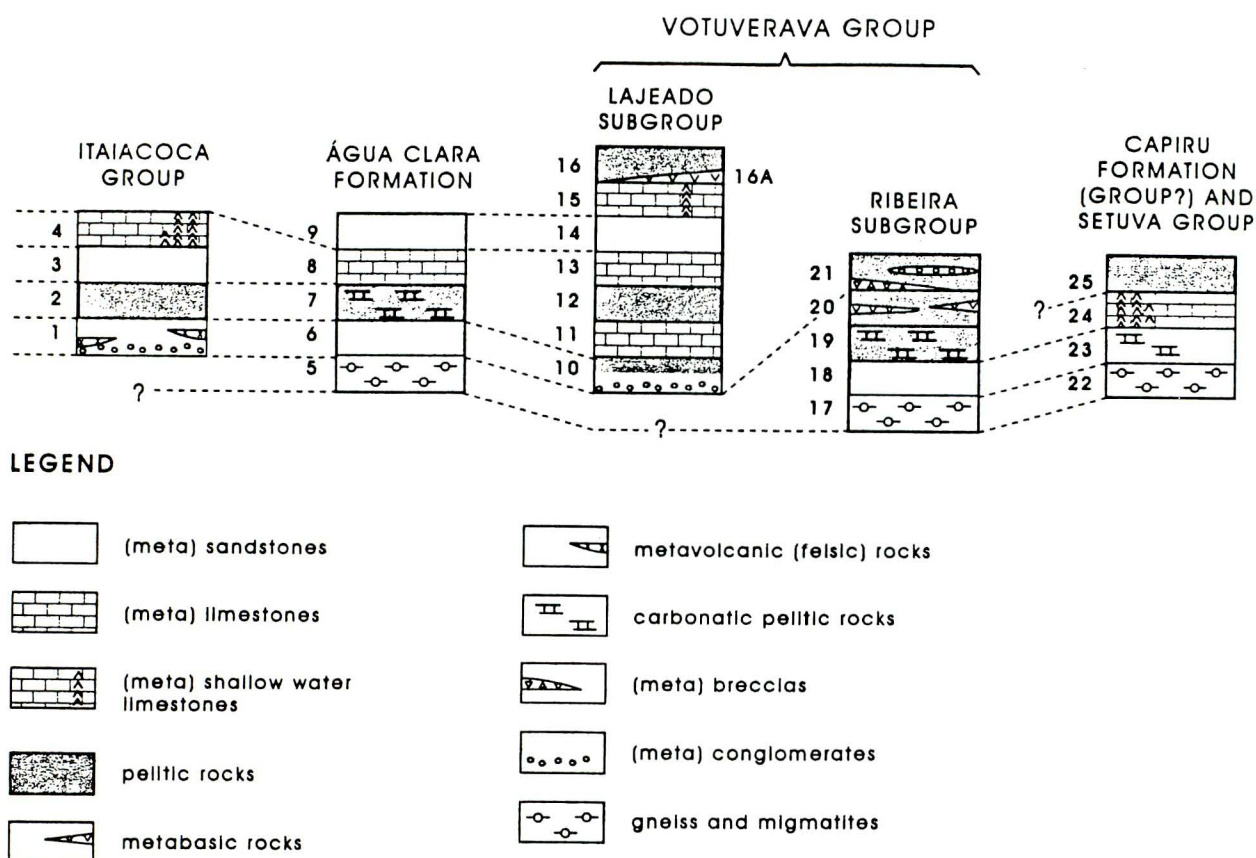 VOTUVERAVA GROUP
ITAIACOCA
GROUP
4
3
2
1
?
ÁGUA CLARA
FORMATION
9
8
7
6
5
LAJEADO
SUBGROUP
16
16A
15
14
13
12
11
10
?
RIBEIRA
SUBGROUP
21
20
19
18
17
CAPIRU
FORMATION
(GROUP?) AND
SETUVA GROUP
25
?
24
23
22
LEGEND
(meta) sandstones
(meta) limestones
(meta) shallow water
limestones
pelitic rocks
metabasic rocks
metavolcanic (felsic) rocks
carbonatic pelitic rocks
(meta) breccias
(meta) conglomerates
gneiss and migmatites